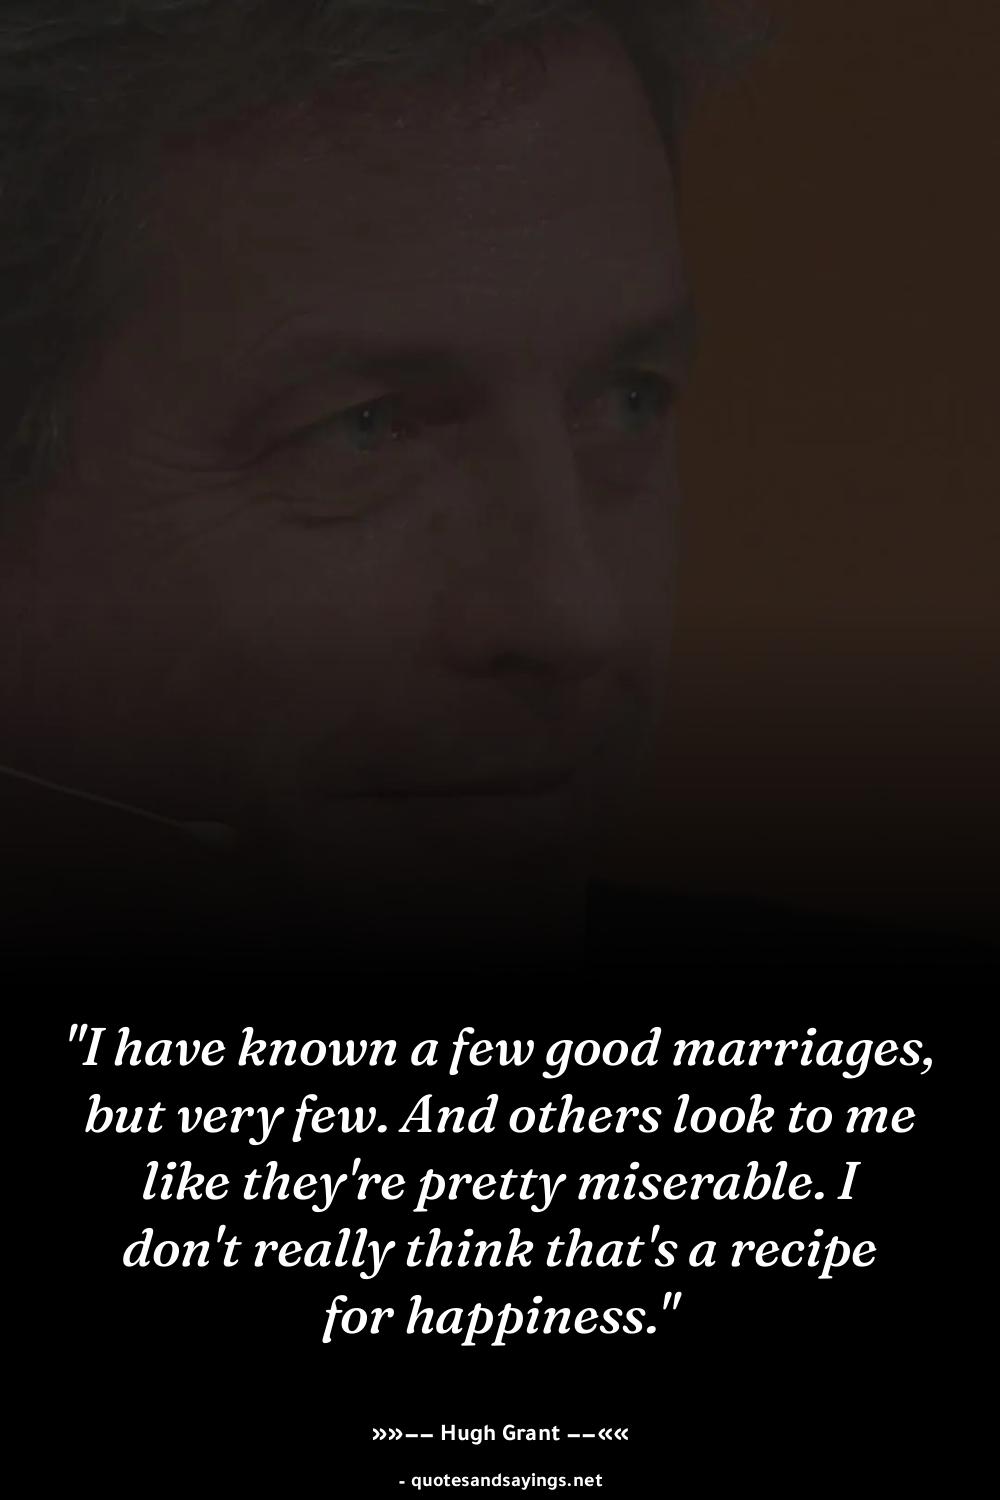 "I have known a few good marriages,
but very few. And others look to me
like they're pretty miserable. I
don't really think that's a recipe
for happiness."
»»−− Hugh Grant −−««
- quotesandsayings.net